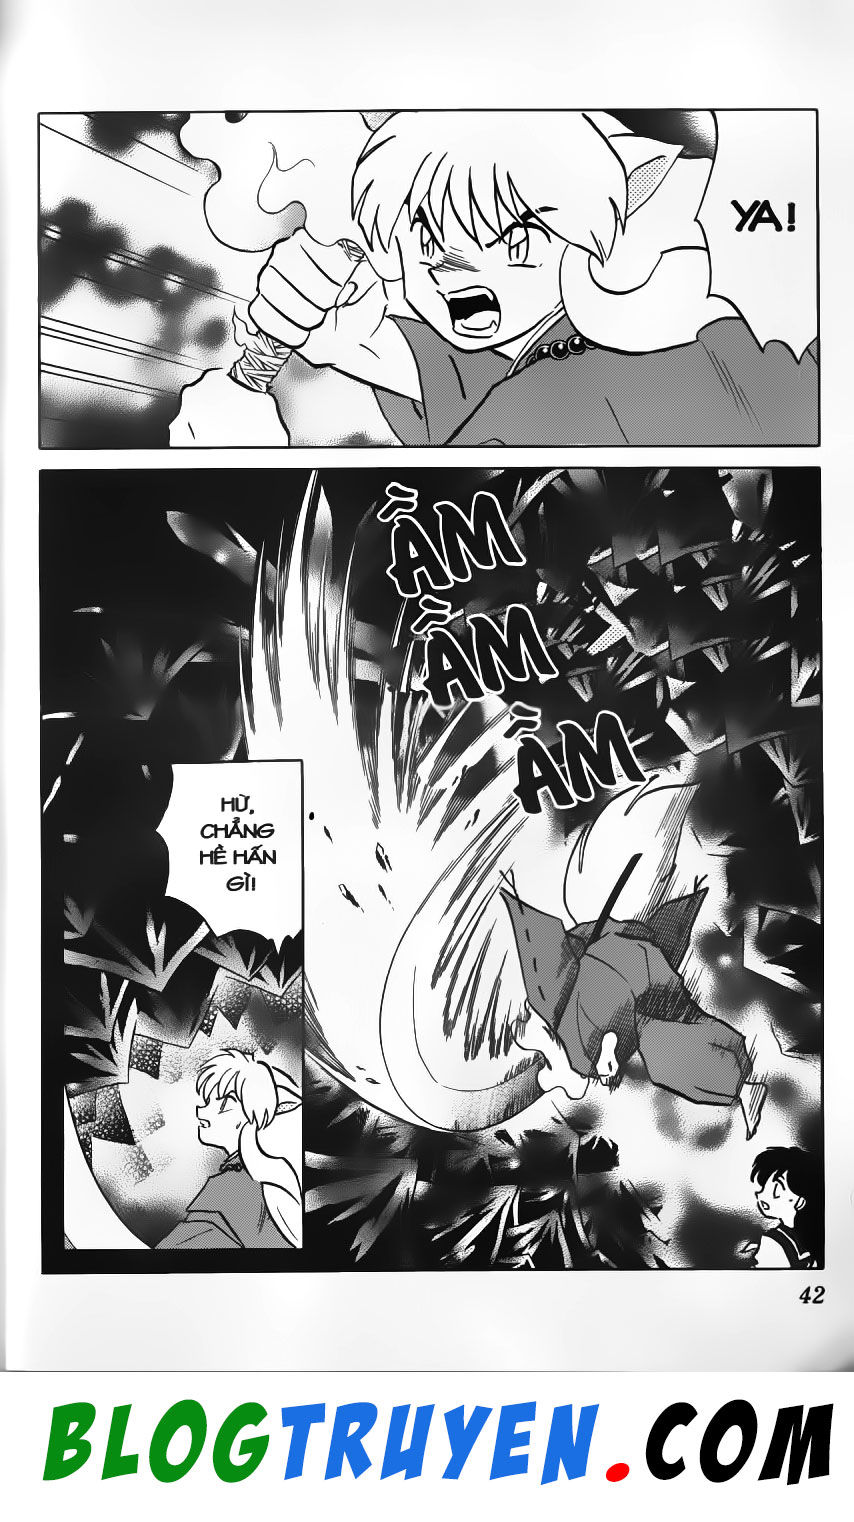 YA!
ẦM
ẦM
ẦM
HỪ,
CHẲNG
HỀ HẤN
GÌ!
42
BLOGTRUYEN.COM